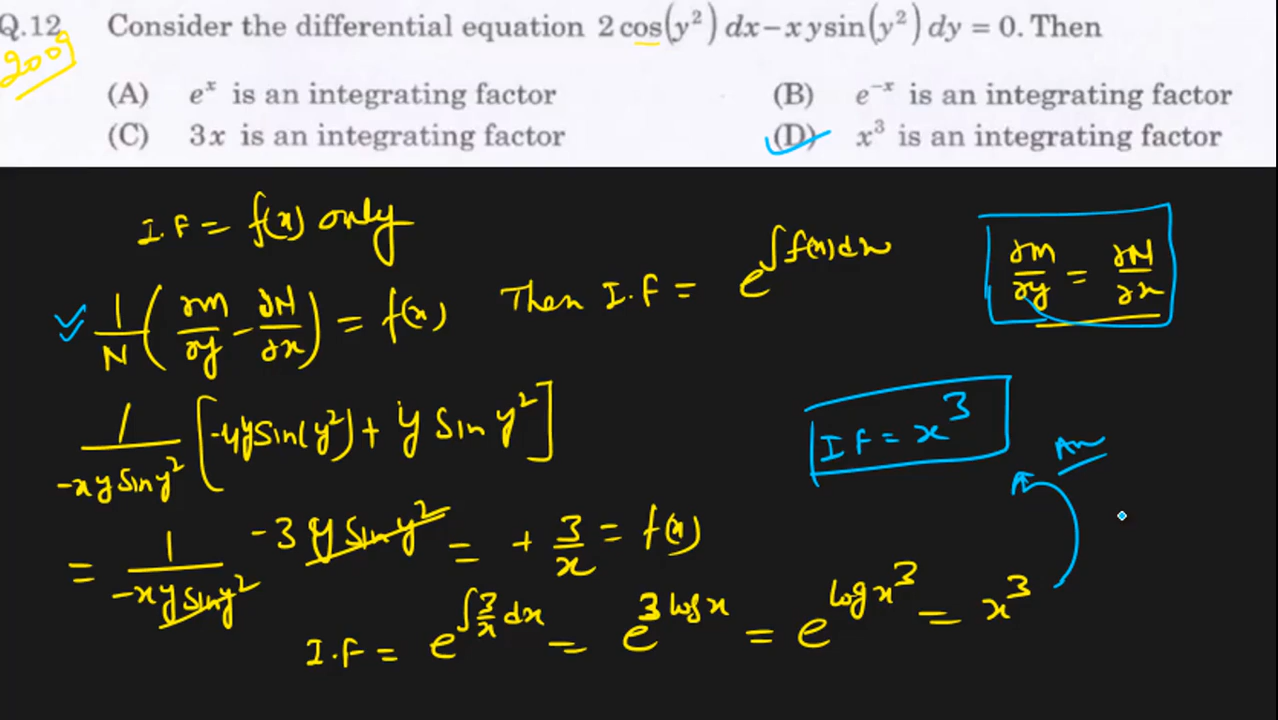 Q.12 Consider the differential equation 2 cos(y²) dx − x y sin(y²) dy = 0. Then
2009
(A) eˣ is an integrating factor (B) e⁻ˣ is an integrating factor
(C) 3x is an integrating factor (D) x³ is an integrating factor
I.F = f(x) only
1/N (∂M/∂y − ∂N/∂x) = f(x) Then I.F = e^∫f(x)dx
∂M/∂y = ∂N/∂x
1/(-xy sin y²) [-4y sin(y²) + y sin y²]
I F = x³
Ans
= 1/(-xy sin y²) -3 y sin y² = + 3/x = f(x)
I.F = e^∫3/x dx = e^3 log x = e^log x³ = x³